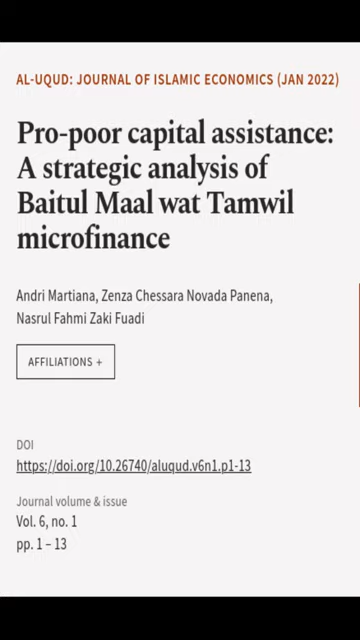 AL-UQUD: JOURNAL OF ISLAMIC ECONOMICS (JAN 2022)
Pro-poor capital assistance:
A strategic analysis of
Baitul Maal wat Tamwil
microfinance
Andri Martiana, Zenza Chessara Novada Panena,
Nasrul Fahmi Zaki Fuadi
AFFILIATIONS +
DOI
https://doi.org/10.26740/aluqud.v6n1.p1-13
Journal volume & issue
Vol. 6, no. 1
pp. 1 – 13